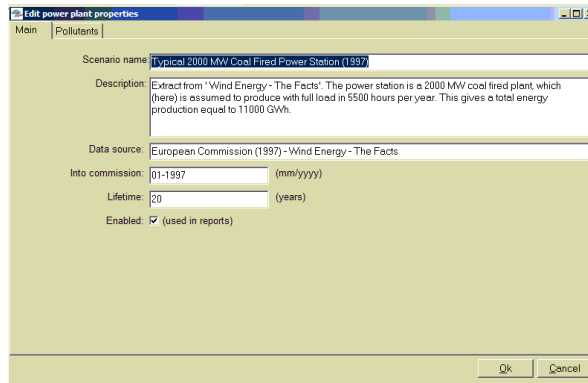 Edit power plant properties
Main Pollutants
Scenario name: Typical 2000 MW Coal Fired Power Station (1997)
Description: Extract from ' Wind Energy - The Facts'. The power station is a 2000 MW coal fired plant, which
(here) is assumed to produce with full load in 5500 hours per year. This gives a total energy
production equal to 11000 GWh.
Data source: European Commission (1997) - Wind Energy - The Facts
Into commission: 01-1997 (mm/yyyy)
Lifetime: 20 (years)
Enabled: (used in reports)
Ok Cancel